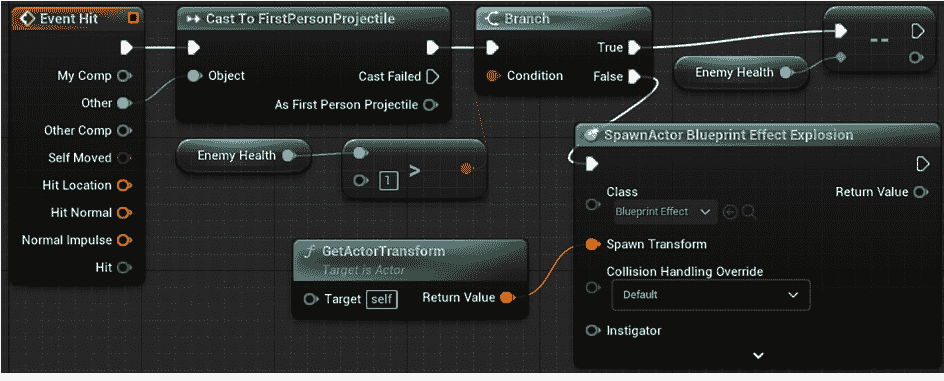 Event Hit
My Comp
Other
Other Comp
Self Moved
Hit Location
Hit Normal
Normal Impulse
Hit
Cast To FirstPersonProjectile
Object
Cast Failed
As First Person Projectile
Branch
Condition
True
False
Enemy Health
--
Enemy Health
1
>
GetActorTransform
Target is Actor
Target self
Return Value
SpawnActor Blueprint Effect Explosion
Class
Blueprint Effect
Return Value
Spawn Transform
Collision Handling Override
Default
Instigator